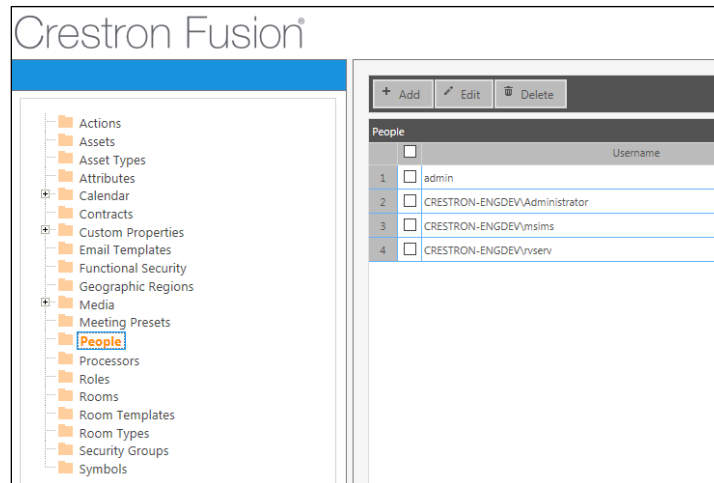 Crestron Fusion®
+ Add Edit Delete
Actions
Assets
Asset Types
Attributes
Calendar
Contracts
Custom Properties
Email Templates
Functional Security
Geographic Regions
Media
Meeting Presets
People
Processors
Roles
Rooms
Room Templates
Room Types
Security Groups
Symbols
People
Username
1 admin
2 CRESTRON-ENGDEV\Administrator
3 CRESTRON-ENGDEV\msims
4 CRESTRON-ENGDEV\rvserv